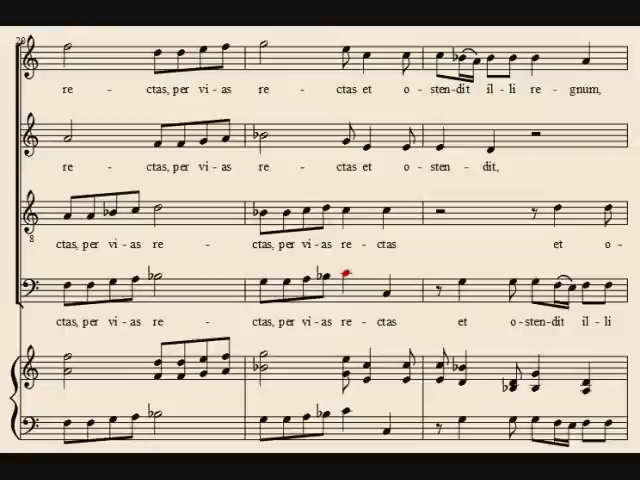 20
re - ctas, per vi - as re - ctas et o - sten-dit il - li re - gnum,
re - ctas, per vi - as re - ctas et o - sten - dit,
8
ctas, per vi - as re - ctas, per vi - as re - ctas et o -
ctas, per vi - as re - ctas, per vi - as re - ctas et o-sten-dit il - li